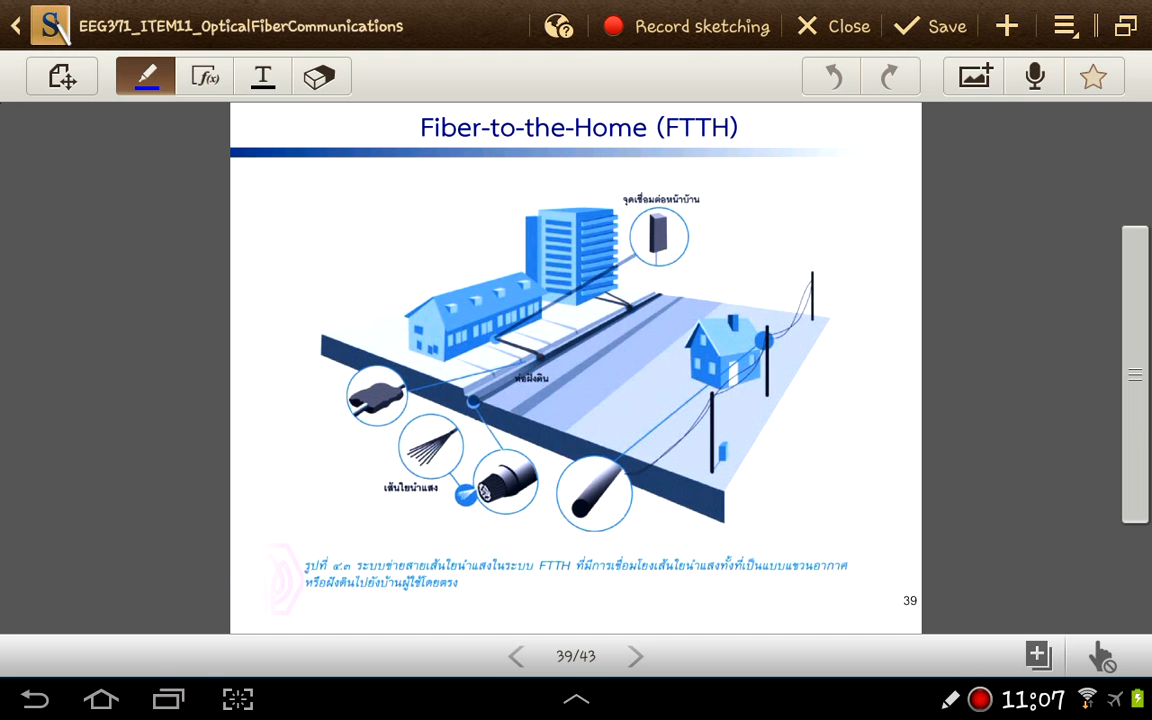 EEG371_ITEM11_OpticalFiberCommunications
Record sketching
Close
Save
f(x)
T
Fiber-to-the-Home (FTTH)
จุดเชื่อมต่อหน้าบ้าน
ท่อฝังดิน
เส้นใยนำแสง
รูปที่ ๔.๓ ระบบข่ายสายเส้นใยนำแสงในระบบ FTTH ที่มีการเชื่อมโยงเส้นใยนำแสงทั้งที่เป็นแบบแขวนอากาศ
หรือฝังดินไปยังบ้านผู้ใช้โดยตรง
39
39/43
11:07